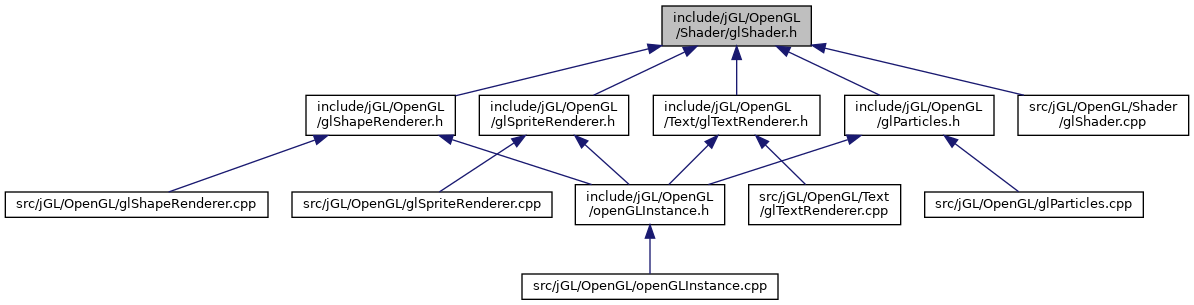 include/jGL/OpenGL
/Shader/glShader.h
include/jGL/OpenGL
/glShapeRenderer.h
include/jGL/OpenGL
/glSpriteRenderer.h
include/jGL/OpenGL
/Text/glTextRenderer.h
include/jGL/OpenGL
/glParticles.h
src/jGL/OpenGL/Shader
/glShader.cpp
src/jGL/OpenGL/glShapeRenderer.cpp
src/jGL/OpenGL/glSpriteRenderer.cpp
include/jGL/OpenGL
/openGLInstance.h
src/jGL/OpenGL/Text
/glTextRenderer.cpp
src/jGL/OpenGL/glParticles.cpp
src/jGL/OpenGL/openGLInstance.cpp